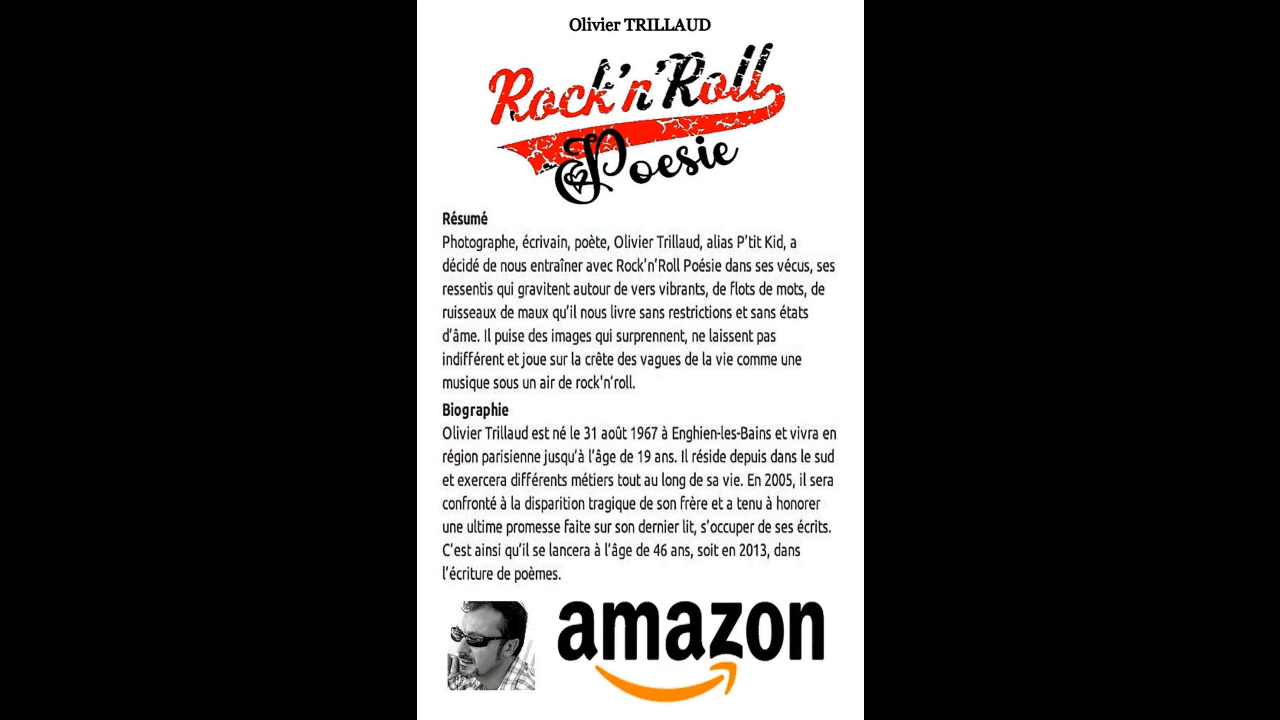 Olivier TRILLAUD
Rock'n'Roll
Poesie
Résumé
Photographe, écrivain, poète, Olivier Trillaud, alias P'tit Kid, a
décidé de nous entraîner avec Rock'n'Roll Poésie dans ses vécus, ses
ressentis qui gravitent autour de vers vibrants, de flots de mots, de
ruisseaux de maux qu'il nous livre sans restrictions et sans états
d'âme. Il puise des images qui surprennent, ne laissent pas
indifférent et joue sur la crête des vagues de la vie comme une
musique sous un air de rock'n'roll.
Biographie
Olivier Trillaud est né le 31 août 1967 à Enghien-les-Bains et vivra en
région parisienne jusqu'à l'âge de 19 ans. Il réside depuis dans le sud
et exercera différents métiers tout au long de sa vie. En 2005, il sera
confronté à la disparition tragique de son frère et a tenu à honorer
une ultime promesse faite sur son dernier lit, s'occuper de ses écrits.
C'est ainsi qu'il se lancera à l'âge de 46 ans, soit en 2013, dans
l'écriture de poèmes.
amazon